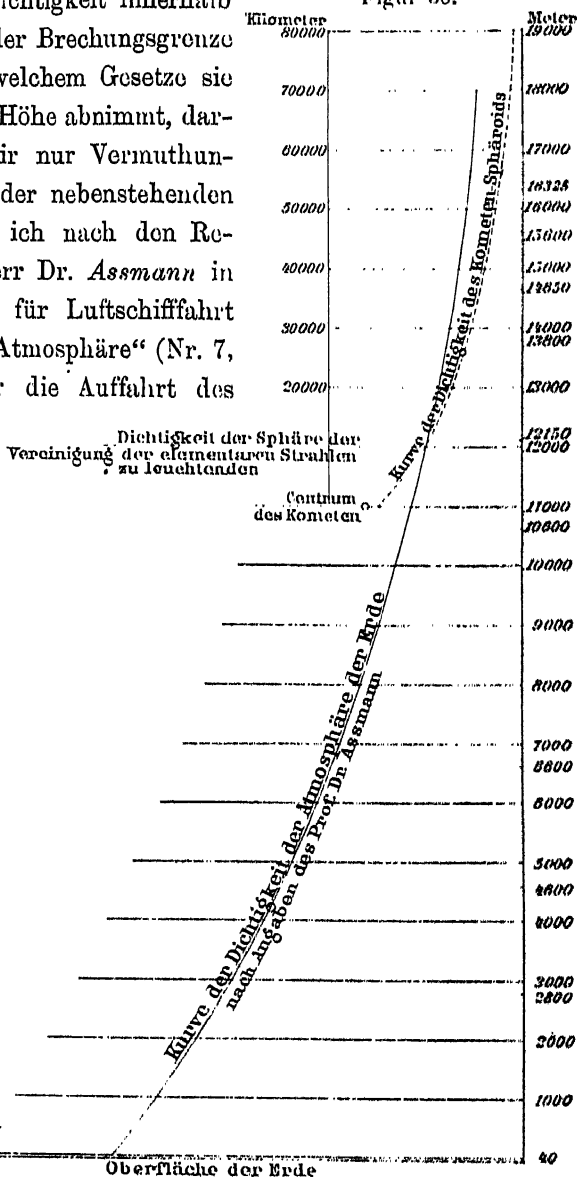 ichtigkeit innerhalb
der Brechungsgrenze
welchem Gesetze sie
Höhe abnimmt, dar-
ir nur Vermuthun-
der nebenstehenden
ich nach den Re-
err Dr. Assmann in
für Luftschifffahrt
Atmosphäre“ (Nr. 7,
die Auffahrt des
Kilometer
80000
70000
60000
50000
40000
30000
20000
Meter
19000
18000
17000
16325
16000
15600
15000
14650
14000
13800
13000
12150
12000
11000
10600
10000
9000
8000
7000
6600
6000
5000
4600
4000
3000
2800
2000
1000
40
Kurve der Dichtigkeit des Kometen-Sphäroids
Dichtigkeit der Sphäre der
Vereinigung der elementaren Strahlen
zu leuchtenden
Centrum
des Kometen
Kurve der Dichtigkeit der Atmosphäre der Erde
nach Angaben des Prof. Dr. Assmann
Oberfläche der Erde